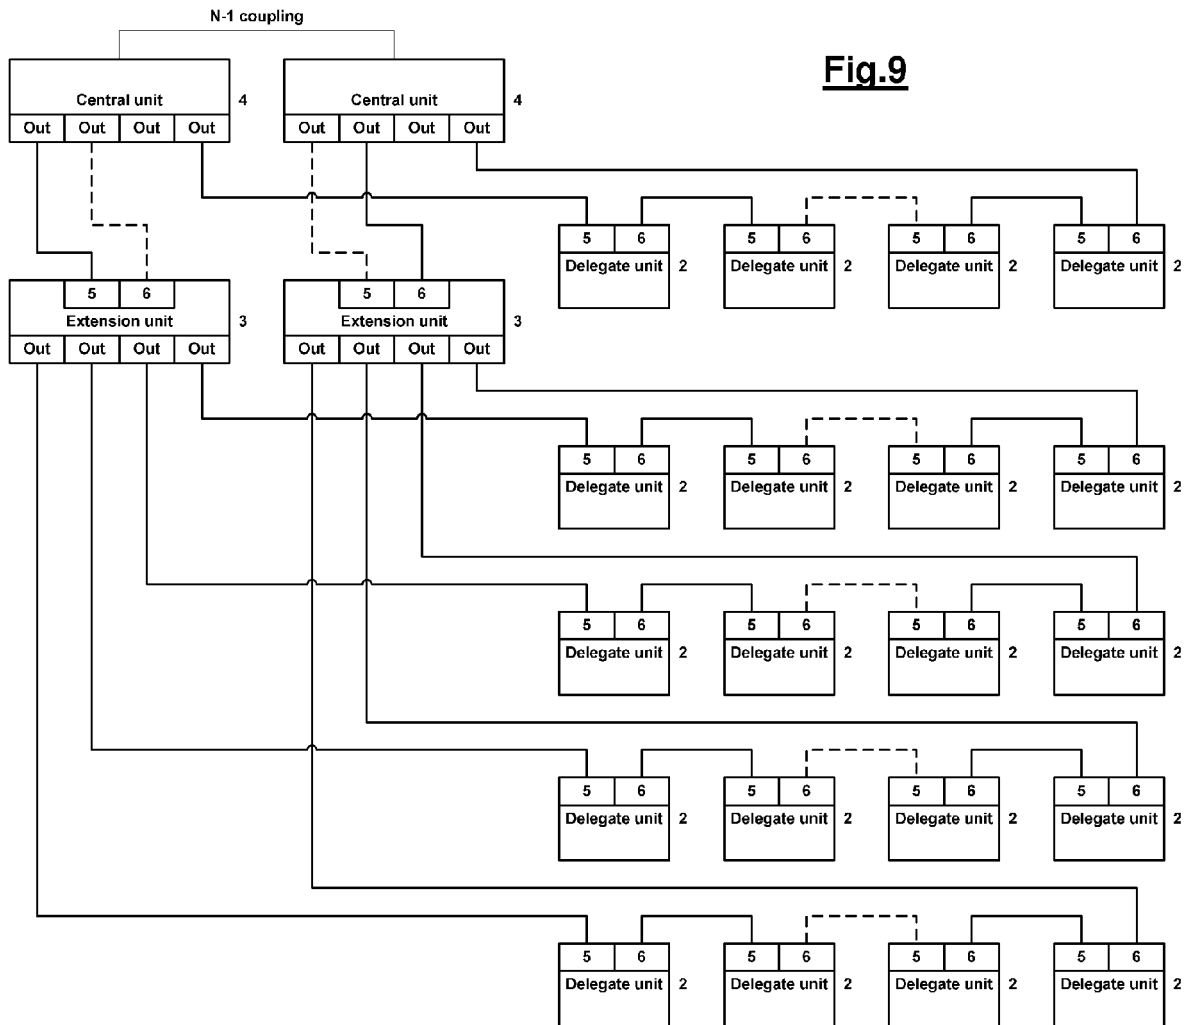 N-1 coupling
Fig.9
Central unit 4 Central unit 4
Out Out Out Out Out Out Out Out
5 6 5 6 5 6 5 6
Delegate unit 2 Delegate unit 2 Delegate unit 2 Delegate unit 2
5 6 5 6
Extension unit 3 Extension unit 3
Out Out Out Out Out Out Out Out
5 6 5 6 5 6 5 6
Delegate unit 2 Delegate unit 2 Delegate unit 2 Delegate unit 2
5 6 5 6 5 6 5 6
Delegate unit 2 Delegate unit 2 Delegate unit 2 Delegate unit 2
5 6 5 6 5 6 5 6
Delegate unit 2 Delegate unit 2 Delegate unit 2 Delegate unit 2
5 6 5 6 5 6 5 6
Delegate unit 2 Delegate unit 2 Delegate unit 2 Delegate unit 2